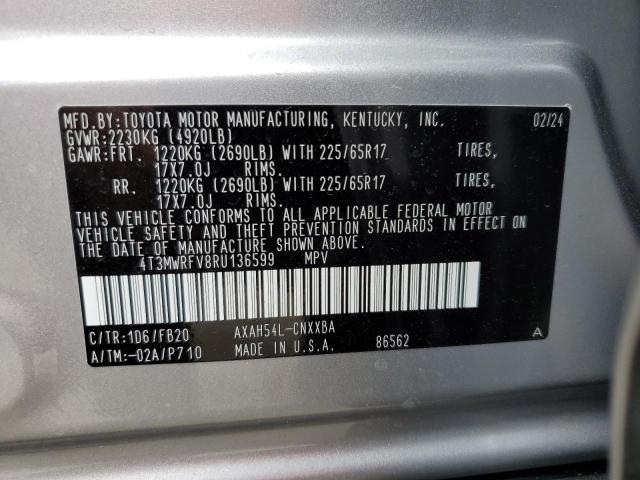 MFD.BY:TOYOTA MOTOR MANUFACTURING, KENTUCKY, INC. 02/24
GVWR:2230KG (4920LB)
GAWR:FRT. 1220KG (2690LB) WITH 225/65R17 TIRES,
17X7.0J RIMS.
RR. 1220KG (2690LB) WITH 225/65R17 TIRES,
17X7.0J RIMS.
THIS VEHICLE CONFORMS TO ALL APPLICABLE FEDERAL MOTOR
VEHICLE SAFETY AND THEFT PREVENTION STANDARDS IN EFFECT ON
THE DATE OF MANUFACTURE SHOWN ABOVE.
4T3MWRFV8RU136599 MPV
C/TR:1D6/FB20 AXAH54L-CNXXBA
A/TM:-02A/P710 MADE IN U.S.A. 86562 A